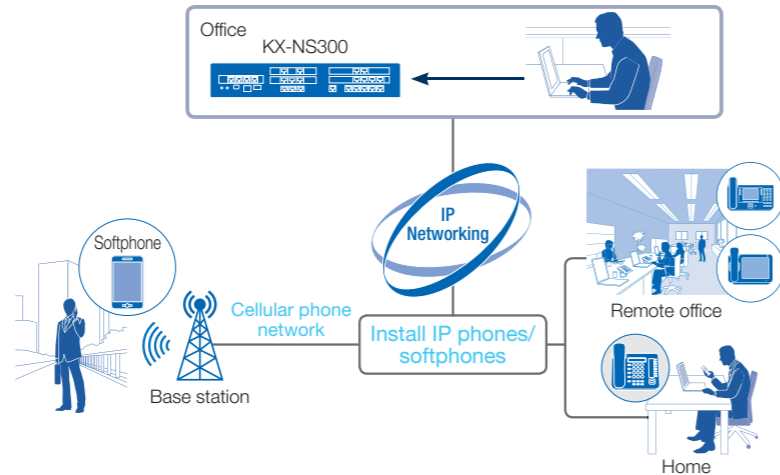 Office
KX-NS300
IP
Networking
Softphone
Cellular phone
network
Install IP phones/
softphones
Remote office
Base station
Home